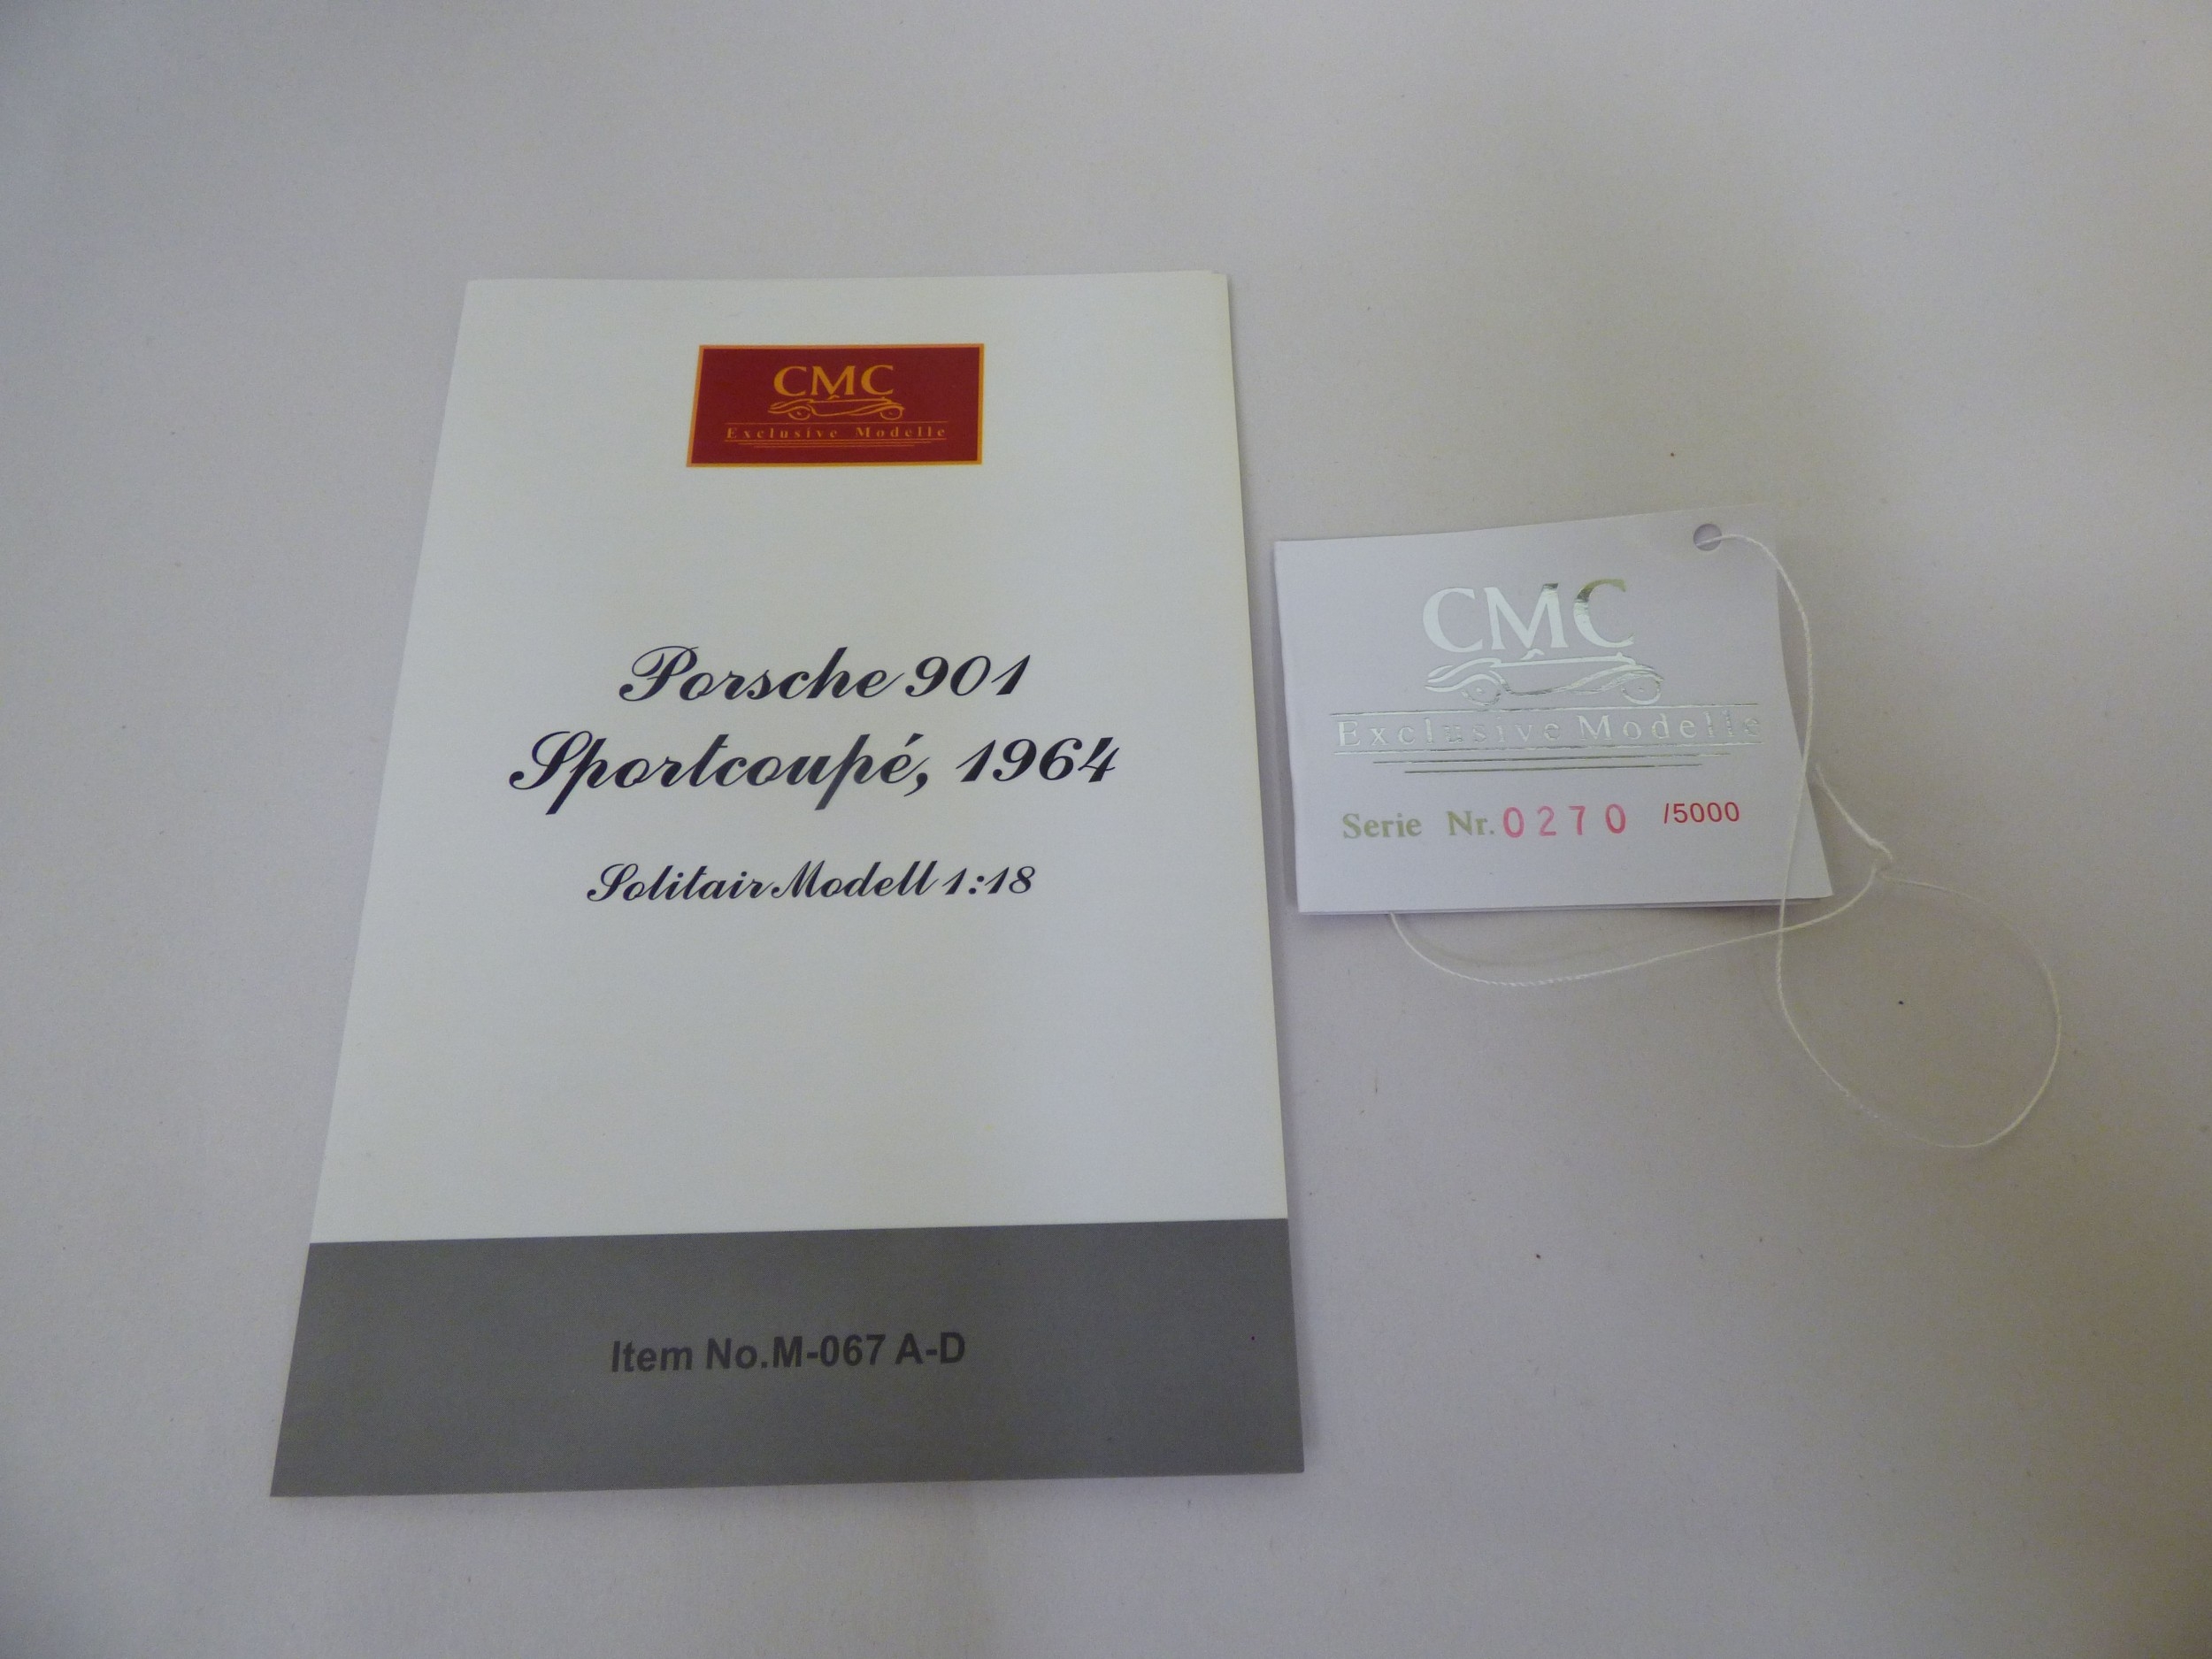 CMC
Exclusive Modelle
Porsche 901
Sportcoupé, 1964
Solitair Modell 1:18
Item No.M-067 A-D
CMC
Exclusive Modelle
Serie Nr. 0270 /5000